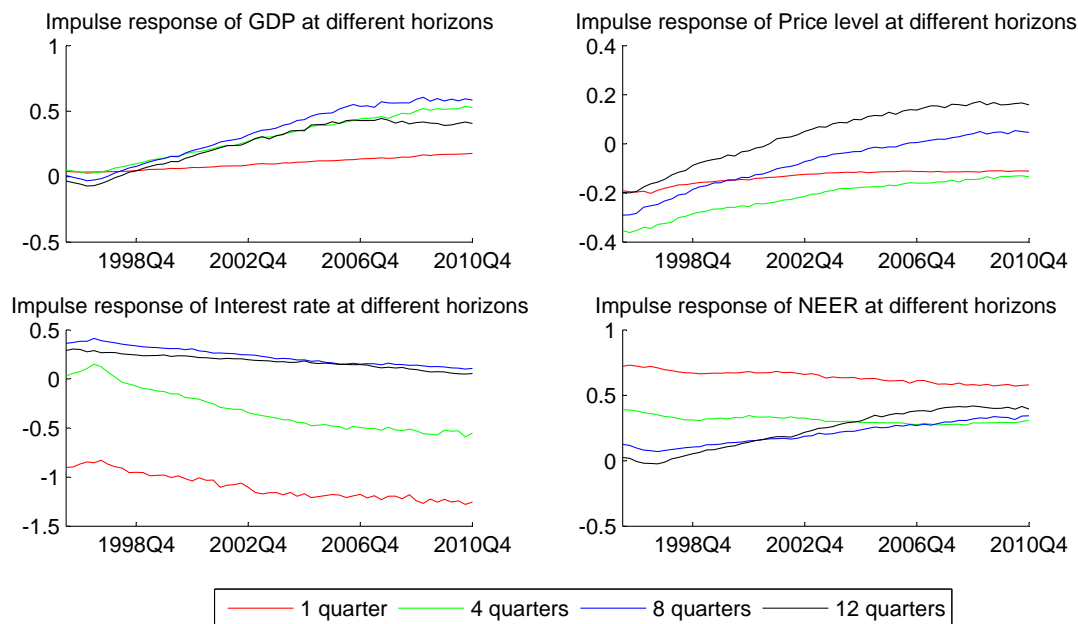 Impulse response of GDP at different horizons
1
0.5
0
-0.5
1998Q4 2002Q4 2006Q4 2010Q4
Impulse response of Price level at different horizons
0.4
0.2
0
-0.2
-0.4
1998Q4 2002Q4 2006Q4 2010Q4
Impulse response of Interest rate at different horizons
0.5
0
-0.5
-1
-1.5
1998Q4 2002Q4 2006Q4 2010Q4
Impulse response of NEER at different horizons
1
0.5
0
-0.5
1998Q4 2002Q4 2006Q4 2010Q4
1 quarter 4 quarters 8 quarters 12 quarters